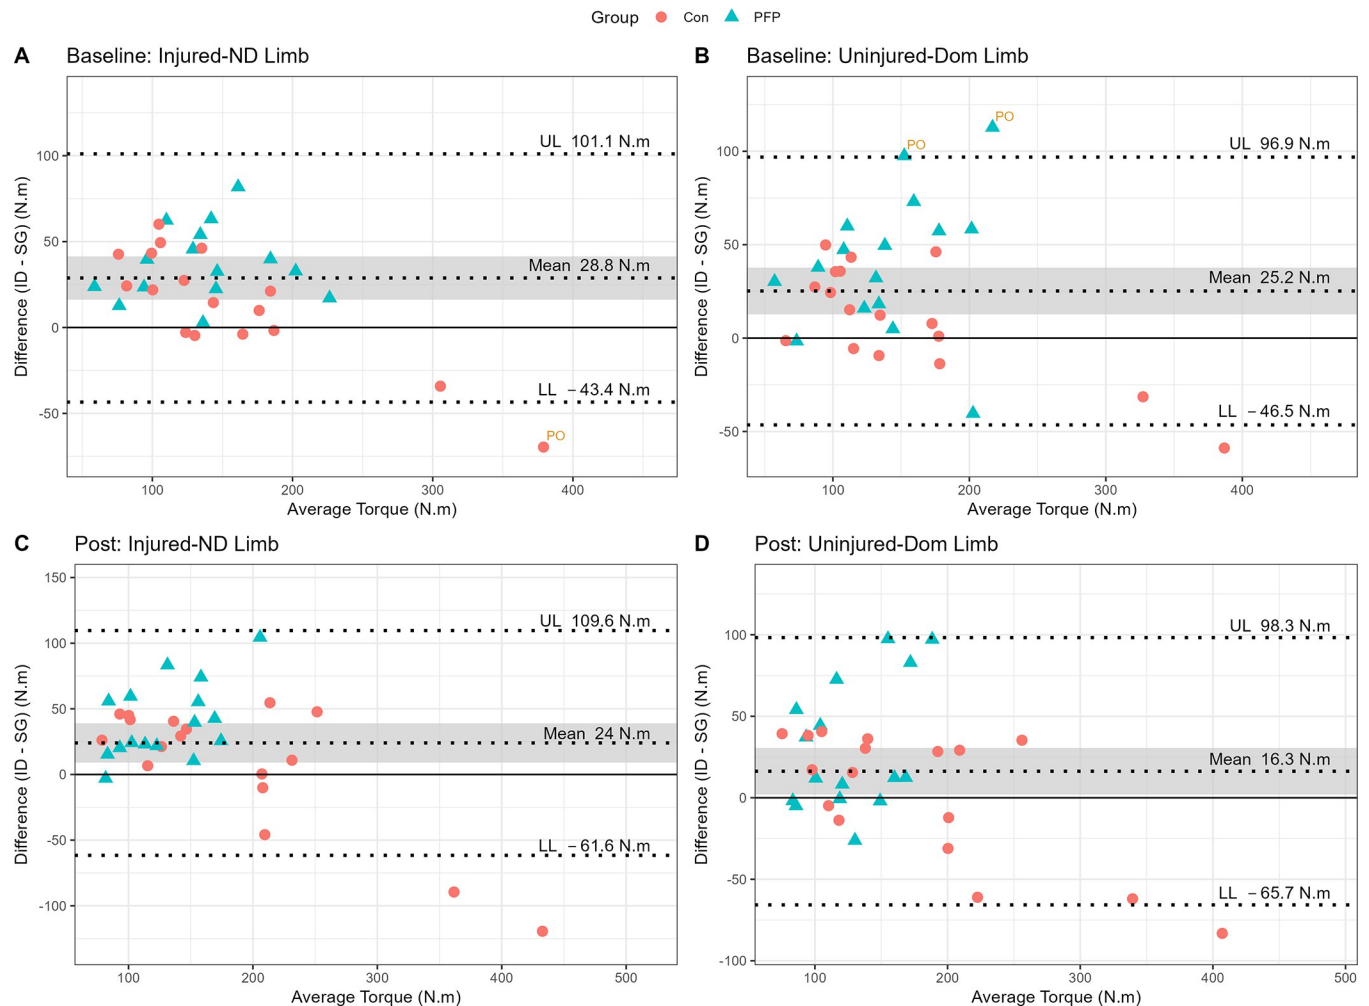 Group Con PFP
A Baseline: Injured-ND Limb
Difference (ID - SG) (N.m)
100
50
0
-50
UL 101.1 N.m
Mean 28.8 N.m
LL −43.4 N.m
PO
100 200 300 400
Average Torque (N.m)
B Baseline: Uninjured-Dom Limb
Difference (ID - SG) (N.m)
100
50
0
-50
PO
PO
UL 96.9 N.m
Mean 25.2 N.m
LL −46.5 N.m
100 200 300 400
Average Torque (N.m)
C Post: Injured-ND Limb
Difference (ID - SG) (N.m)
150
100
50
0
-50
-100
UL 109.6 N.m
Mean 24 N.m
LL −61.6 N.m
100 200 300 400 500
Average Torque (N.m)
D Post: Uninjured-Dom Limb
Difference (ID - SG) (N.m)
100
50
0
-50
-100
UL 98.3 N.m
Mean 16.3 N.m
LL −65.7 N.m
100 200 300 400 500
Average Torque (N.m)